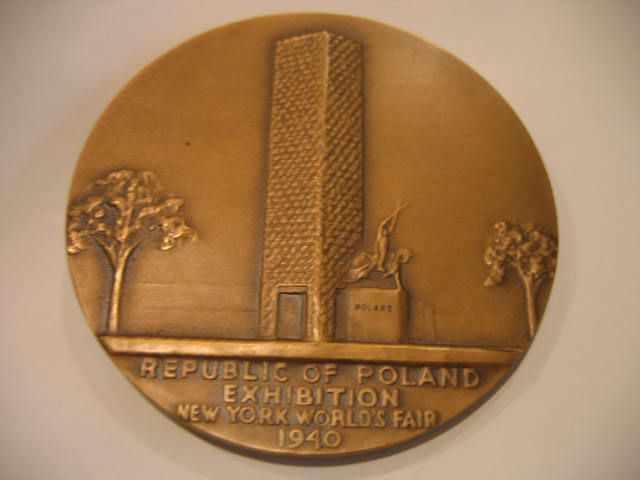 POLAND
REPUBLIC OF POLAND
EXHIBITION
NEW YORK WORLD'S FAIR
1940